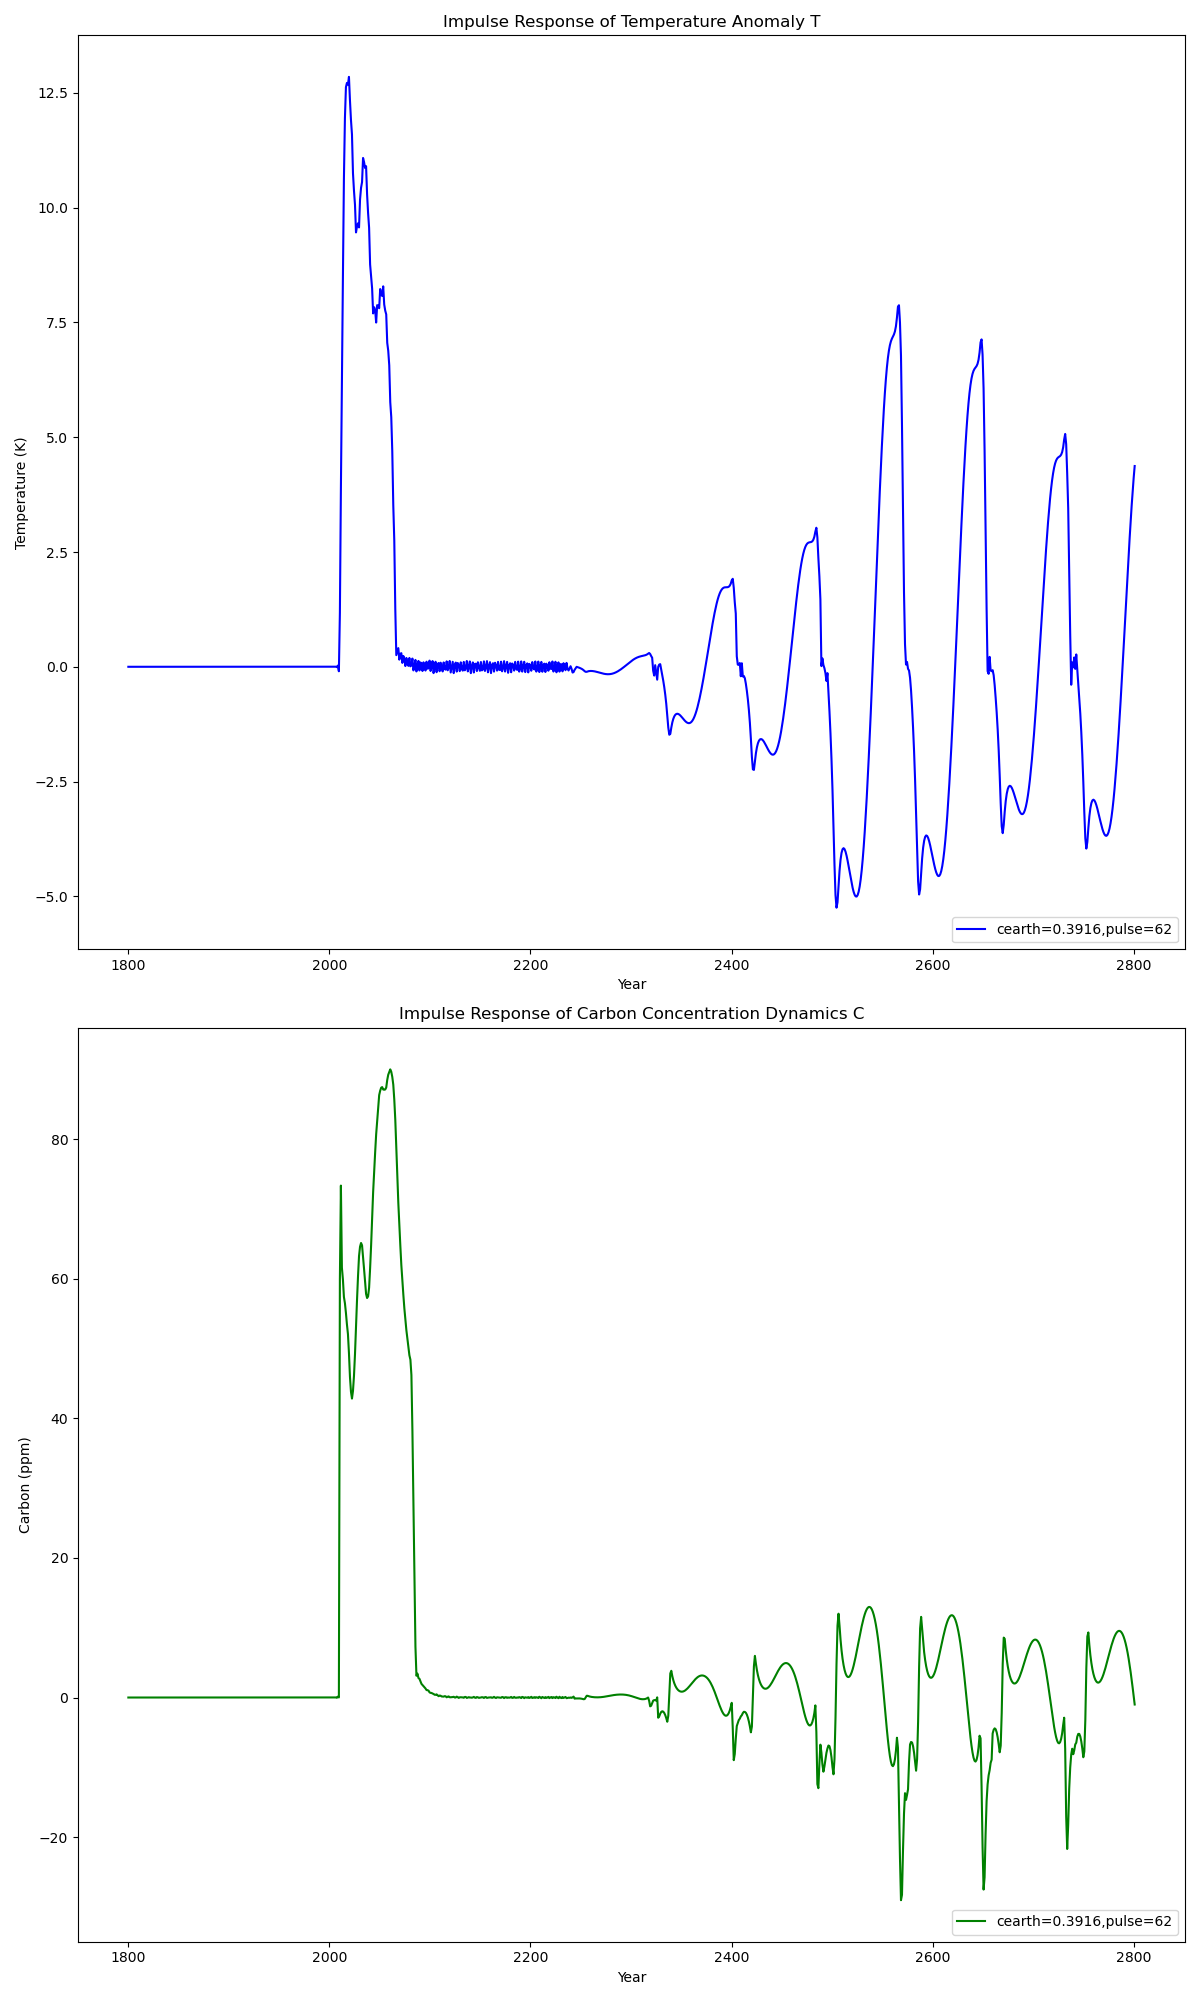 Impulse Response of Temperature Anomaly T
12.5
10.0
7.5
5.0
2.5
0.0
−2.5
−5.0
Temperature (K)
cearth=0.3916,pulse=62
1800 2000 2200 2400 2600 2800
Year
Impulse Response of Carbon Concentration Dynamics C
80
60
40
20
0
−20
Carbon (ppm)
cearth=0.3916,pulse=62
1800 2000 2200 2400 2600 2800
Year